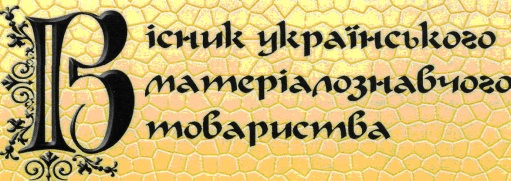 Вісник українського
матеріалознавчого
товариства